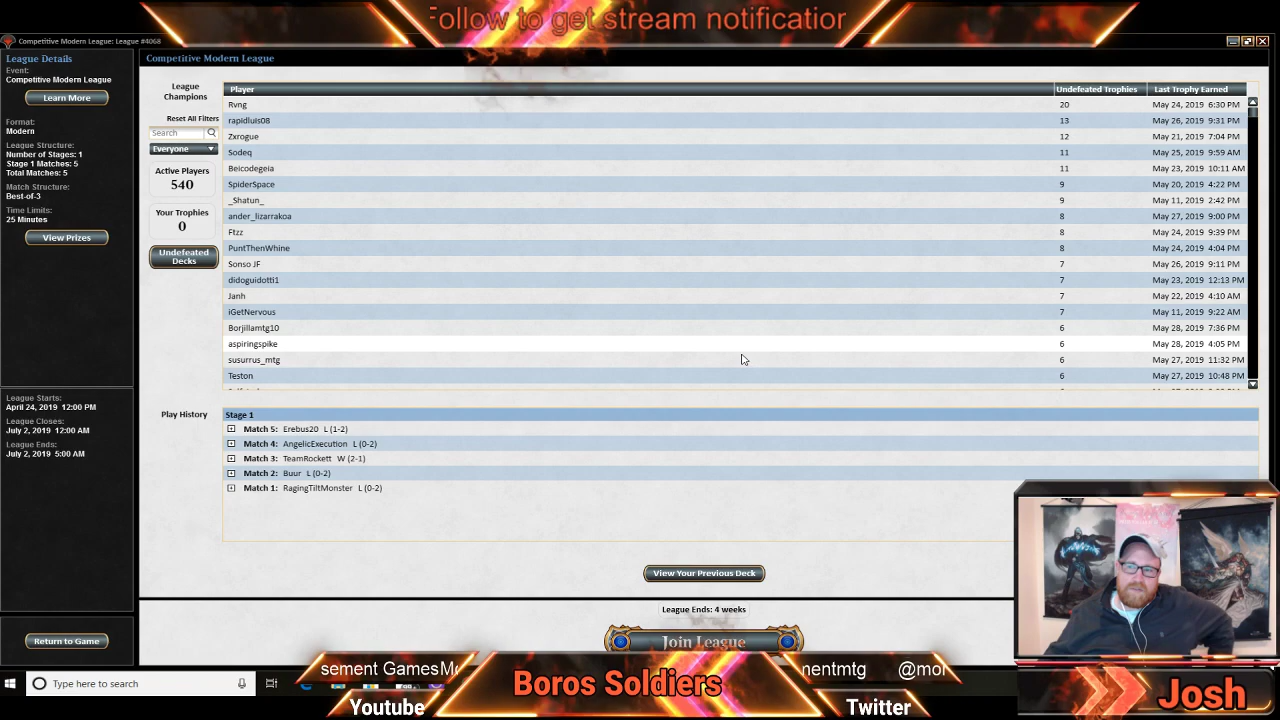 Follow to get stream notification
Competitive Modern League: League #4068
League Details
Event:
Competitive Modern League
Learn More
Format:
Modern
League Structure:
Number of Stages: 1
Stage 1 Matches: 5
Total Matches: 5
Match Structure:
Best-of-3
Time Limits:
25 Minutes
View Prizes
League Starts:
April 24, 2019 12:00 PM
League Closes:
July 2, 2019 12:00 AM
League Ends:
July 2, 2019 5:00 AM
Return to Game
Competitive Modern League
League
Champions
Reset All Filters
Search
Everyone
Active Players
540
Your Trophies
0
Undefeated
Decks
Player Undefeated Trophies Last Trophy Earned
Rvng 20 May 24, 2019 6:30 PM
rapidluis08 13 May 26, 2019 9:31 PM
Zxrogue 12 May 21, 2019 7:04 PM
Sodeq 11 May 25, 2019 9:59 AM
Beicodegeia 11 May 23, 2019 10:11 AM
SpiderSpace 9 May 20, 2019 4:22 PM
_Shatun_ 9 May 11, 2019 2:42 PM
ander_lizarrakoa 8 May 27, 2019 9:00 PM
Ftzz 8 May 24, 2019 9:39 PM
PuntThenWhine 8 May 24, 2019 4:04 PM
Sonso JF 7 May 26, 2019 9:11 PM
didoguidotti1 7 May 23, 2019 12:13 PM
Janh 7 May 22, 2019 4:10 AM
iGetNervous 7 May 11, 2019 9:22 AM
Borjillamtg10 6 May 28, 2019 7:36 PM
aspiringspike 6 May 28, 2019 4:05 PM
susurrus_mtg 6 May 27, 2019 11:32 PM
Teston 6 May 27, 2019 10:48 PM
Play History
Stage 1
Match 5: Erebus20 L (1-2)
Match 4: AngelicExecution L (0-2)
Match 3: TeamRockett W (2-1)
Match 2: Buur L (0-2)
Match 1: RagingTiltMonster L (0-2)
View Your Previous Deck
League Ends: 4 weeks
Join League
sement GamesMo
nentmtg @mor
Type here to search
Boros Soldiers
Youtube
Twitter
Josh